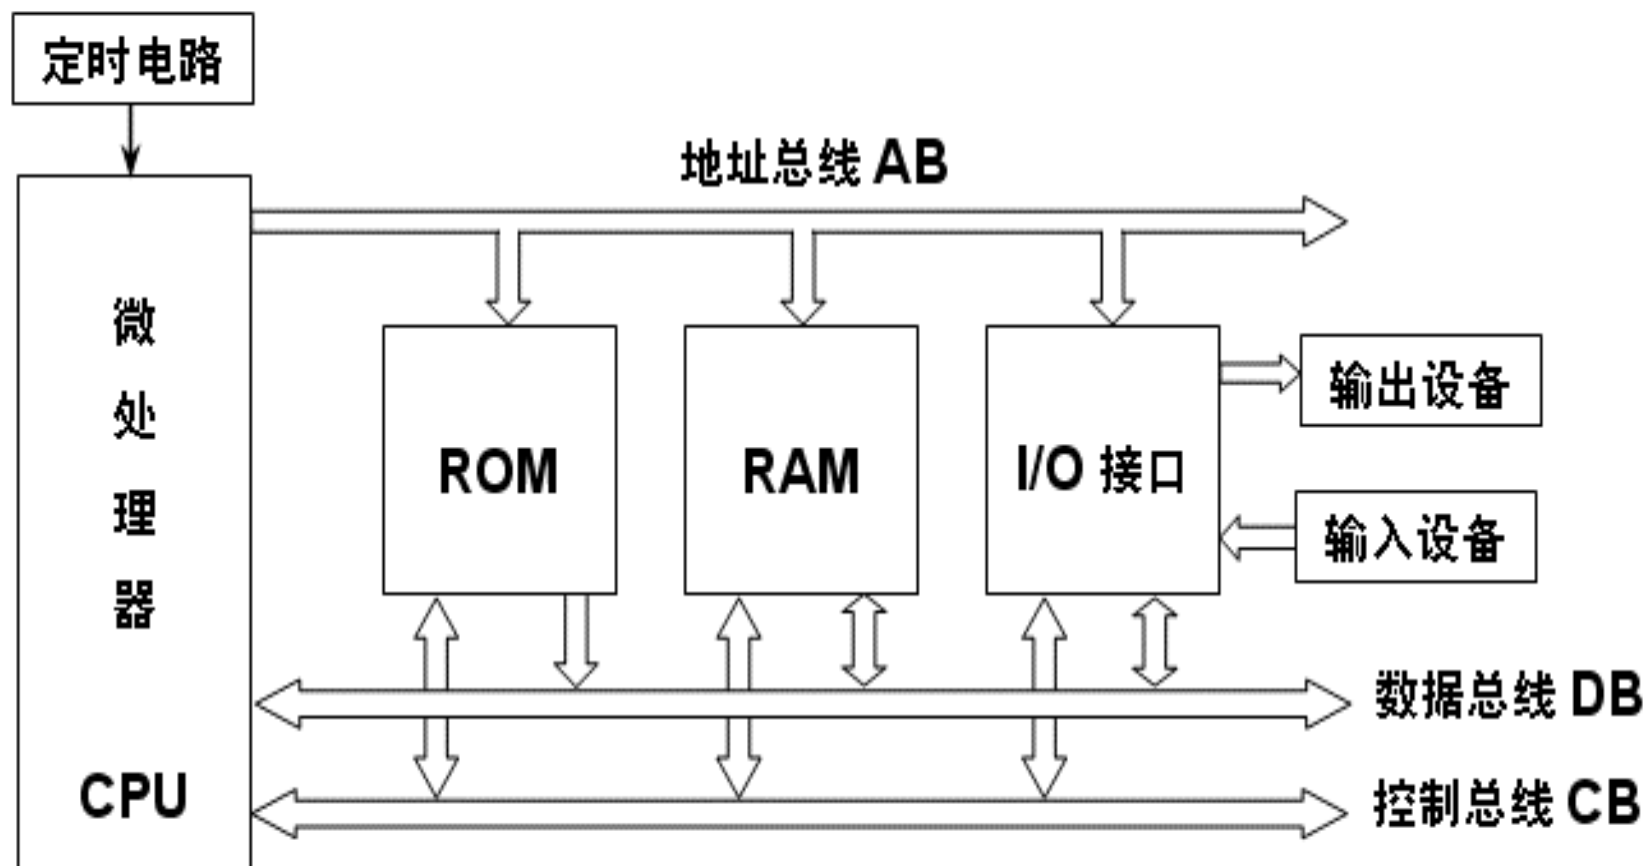 定时电路
地址总线 AB
微
处
理
器
CPU
ROM
RAM
I/O 接口
输出设备
输入设备
数据总线 DB
控制总线 CB